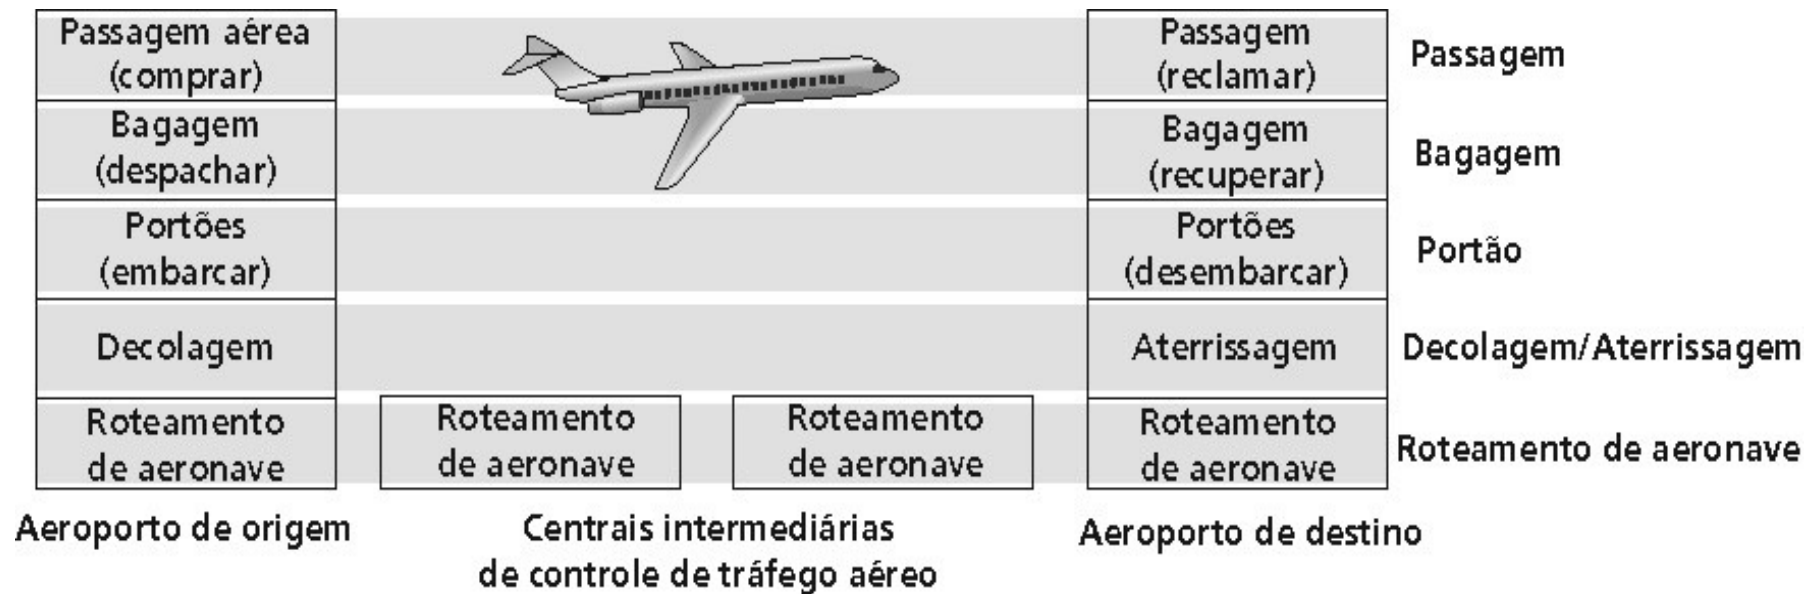 Passagem aérea
(comprar)
Passagem
(reclamar)
Passagem
Bagagem
(despachar)
Bagagem
(recuperar)
Bagagem
Portões
(embarcar)
Portões
(desembarcar)
Portão
Decolagem
Aterrissagem
Decolagem/Aterrissagem
Roteamento
de aeronave
Roteamento
de aeronave
Roteamento
de aeronave
Roteamento
de aeronave
Roteamento de aeronave
Aeroporto de origem
Centrais intermediárias
de controle de tráfego aéreo
Aeroporto de destino